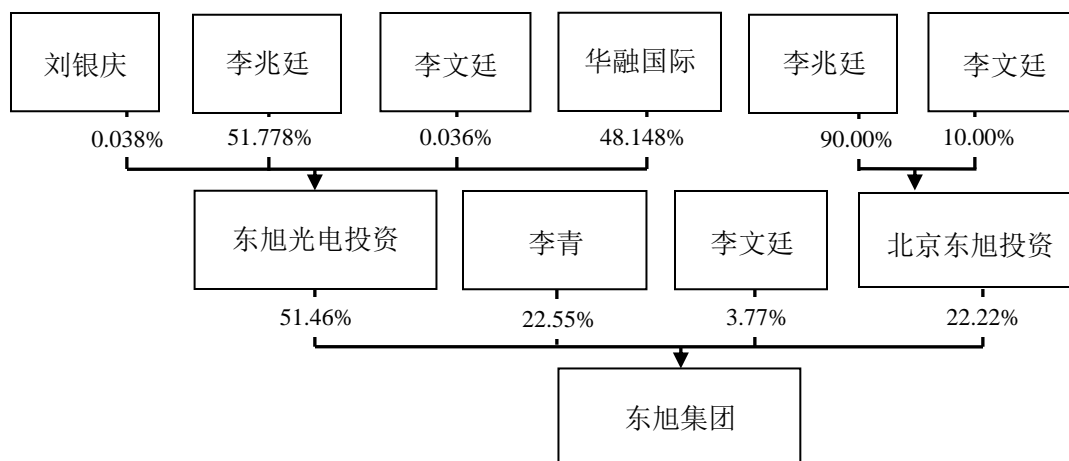 刘银庆 李兆廷 李文廷 华融国际 李兆廷 李文廷
0.038% 51.778% 0.036% 48.148% 90.00% 10.00%
东旭光电投资 李青 李文廷 北京东旭投资
51.46% 22.55% 3.77% 22.22%
东旭集团